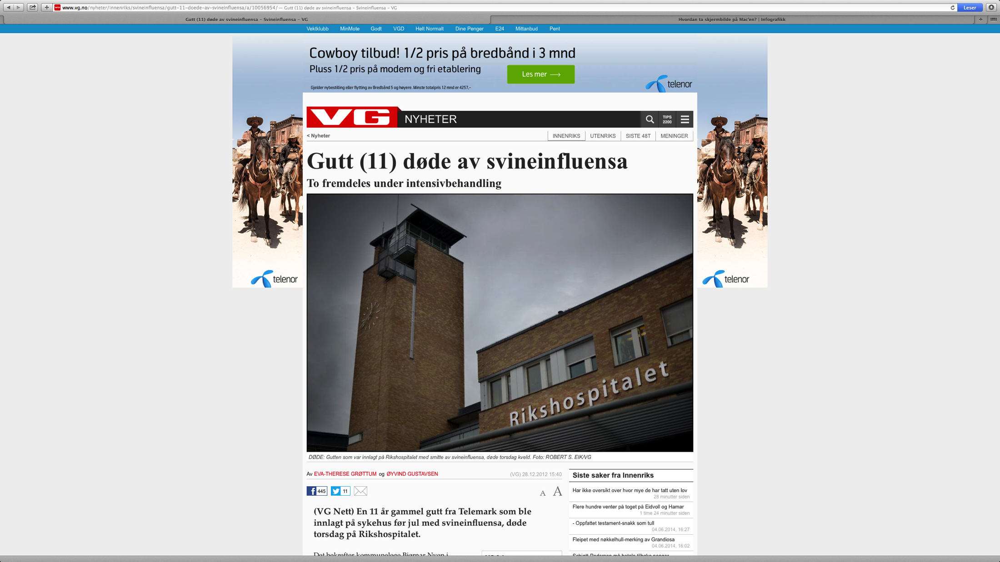 www.vg.no/nyheter/innenriks/svineinfluensa/gutt-11-doede-av-svineinfluensa/a/10056954/ — Gutt (11) døde av svineinfluensa – Svineinfluensa – VG
Leser
Gutt (11) døde av svineinfluensa – Svineinfluensa – VG
Hvordan ta skjermbilde på Mac'en? | Infografikk
Vektklubb MinMote Godt VGD Helt Normalt Dine Penger E24 Mittanbud Pent
Cowboy tilbud! 1/2 pris på bredbånd i 3 mnd
Pluss 1/2 pris på modem og fri etablering
Les mer
Gjelder nybestilling eller flytting av Bredbånd 5 og høyere. Minste totalpris 12 mnd er 4257,-
telenor
VG NYHETER
TIPS
2200
< Nyheter
INNENRIKS UTENRIKS SISTE 48T MENINGER
Gutt (11) døde av svineinfluensa
To fremdeles under intensivbehandling
telenor
telenor
Rikshospitalet
DØDE: Gutten som var innlagt på Rikshospitalet med smitte av svineinfluensa, døde torsdag kveld. Foto: ROBERT S. EIK/VG
Av EVA-THERESE GRØTTUM og ØYVIND GUSTAVSEN
(VG) 28.12.2012 15:40
445
11
A A
(VG Nett) En 11 år gammel gutt fra Telemark som ble
innlagt på sykehus før jul med svineinfluensa, døde
torsdag på Rikshospitalet.
Det bekrefter kommunelege Bjørnar Nyen i
Siste saker fra Innenriks
Har ikke oversikt over hvor mye de har tatt uten lov
28 minutter siden
Flere hundre venter på toget på Eidvoll og Hamar
1 time 24 minutter siden
- Oppfattet testament-snakk som tull
04.06.2014, 16:27
Fleipet med nøkkelhull-merking av Grandiosa
04.06.2014, 16:02